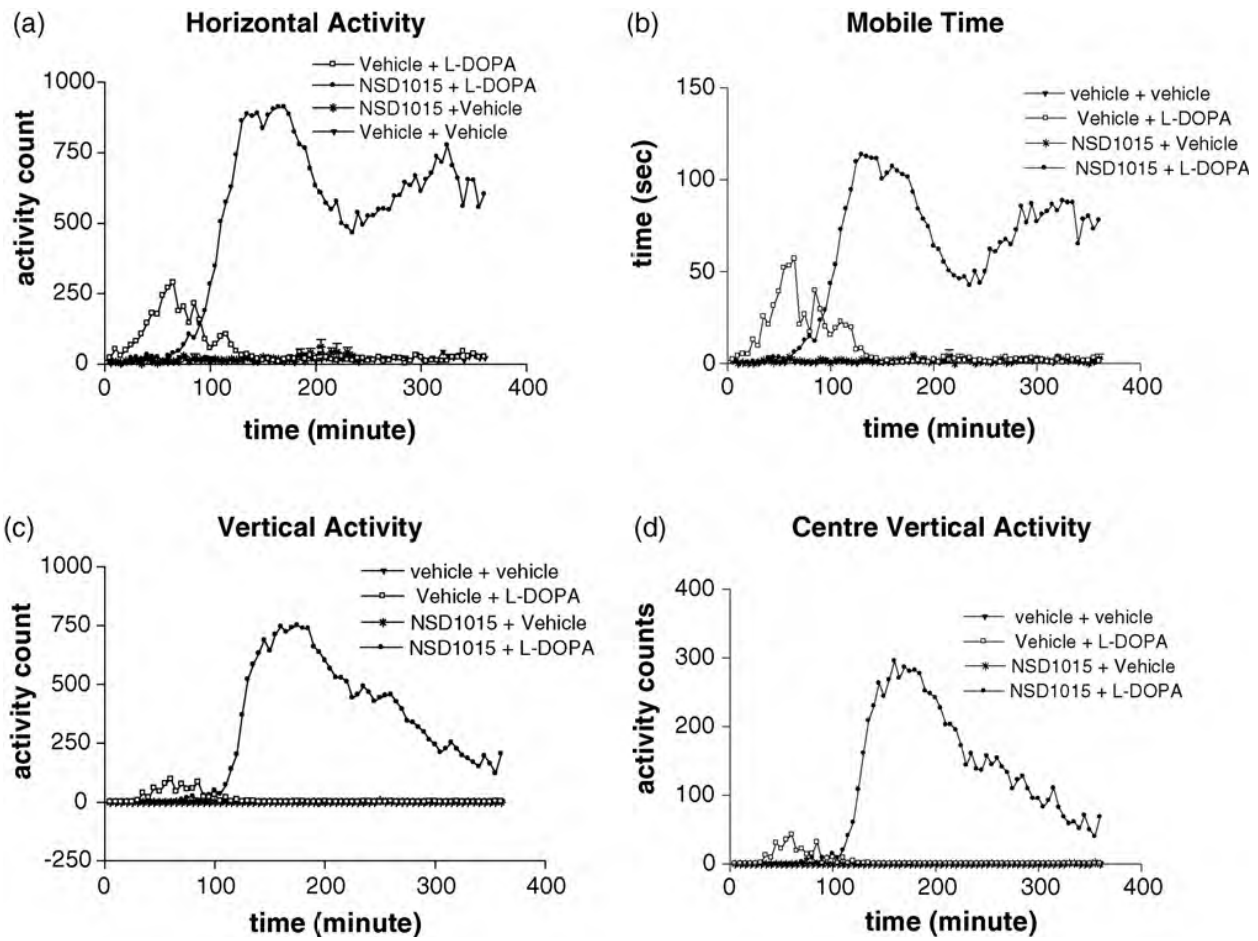 (a) Horizontal Activity
Vehicle + L-DOPA
NSD1015 + L-DOPA
NSD1015 +Vehicle
Vehicle + Vehicle
1000
750
500
250
0
activity count
0 100 200 300 400
time (minute)
(b) Mobile Time
vehicle + vehicle
Vehicle + L-DOPA
NSD1015 + Vehicle
NSD1015 + L-DOPA
150
100
50
0
time (sec)
0 100 200 300 400
time (minute)
(c) Vertical Activity
vehicle + vehicle
Vehicle + L-DOPA
NSD1015 + Vehicle
NSD1015 + L-DOPA
1000
750
500
250
0
-250
activity count
100 200 300 400
time (minute)
(d) Centre Vertical Activity
vehicle + vehicle
Vehicle + L-DOPA
NSD1015 + Vehicle
NSD1015 + L-DOPA
400
300
200
100
0
activity counts
0 100 200 300 400
time (minute)